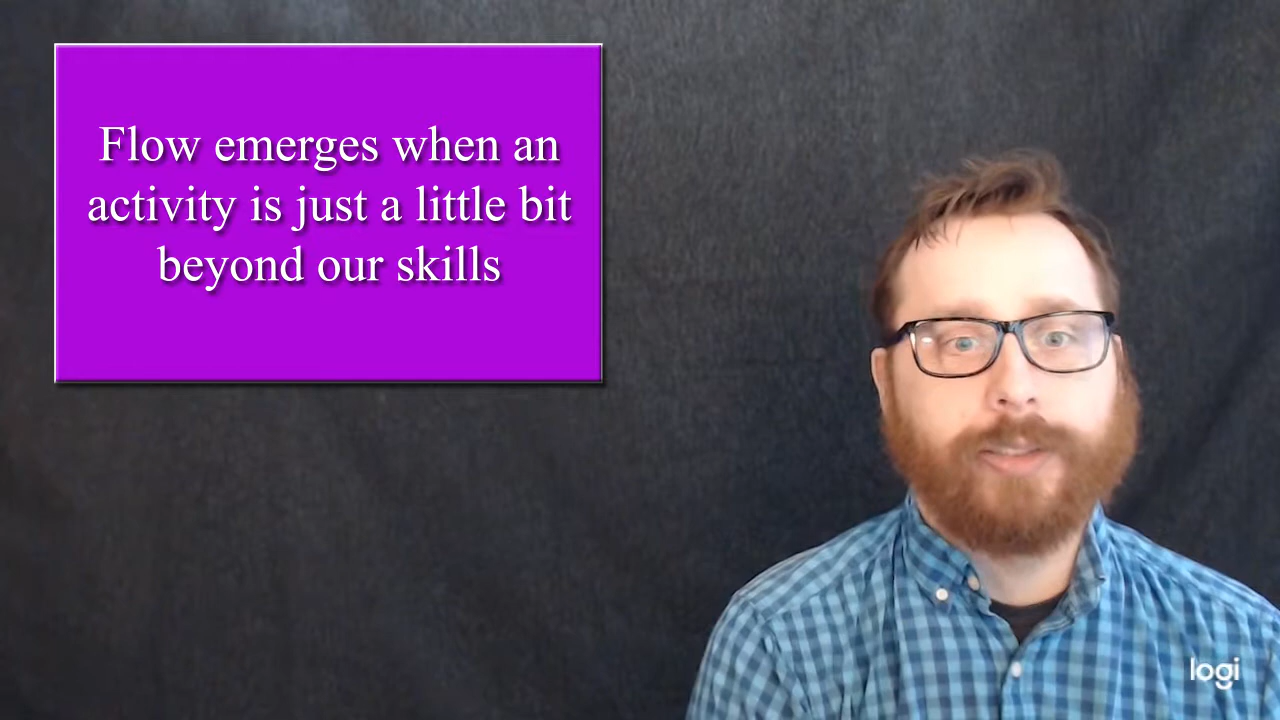 Flow emerges when an
activity is just a little bit
beyond our skills
logi